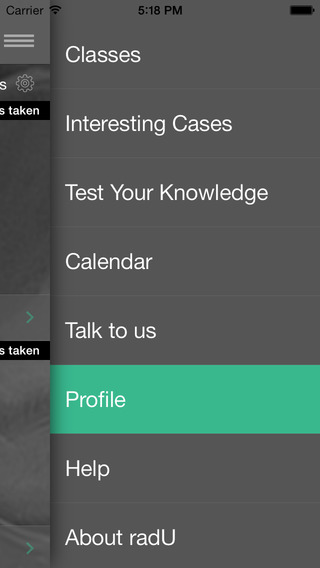 Carrier 5:18 PM
Classes
s
s taken
Interesting Cases
Test Your Knowledge
Calendar
Talk to us
s taken
Profile
Help
About radU